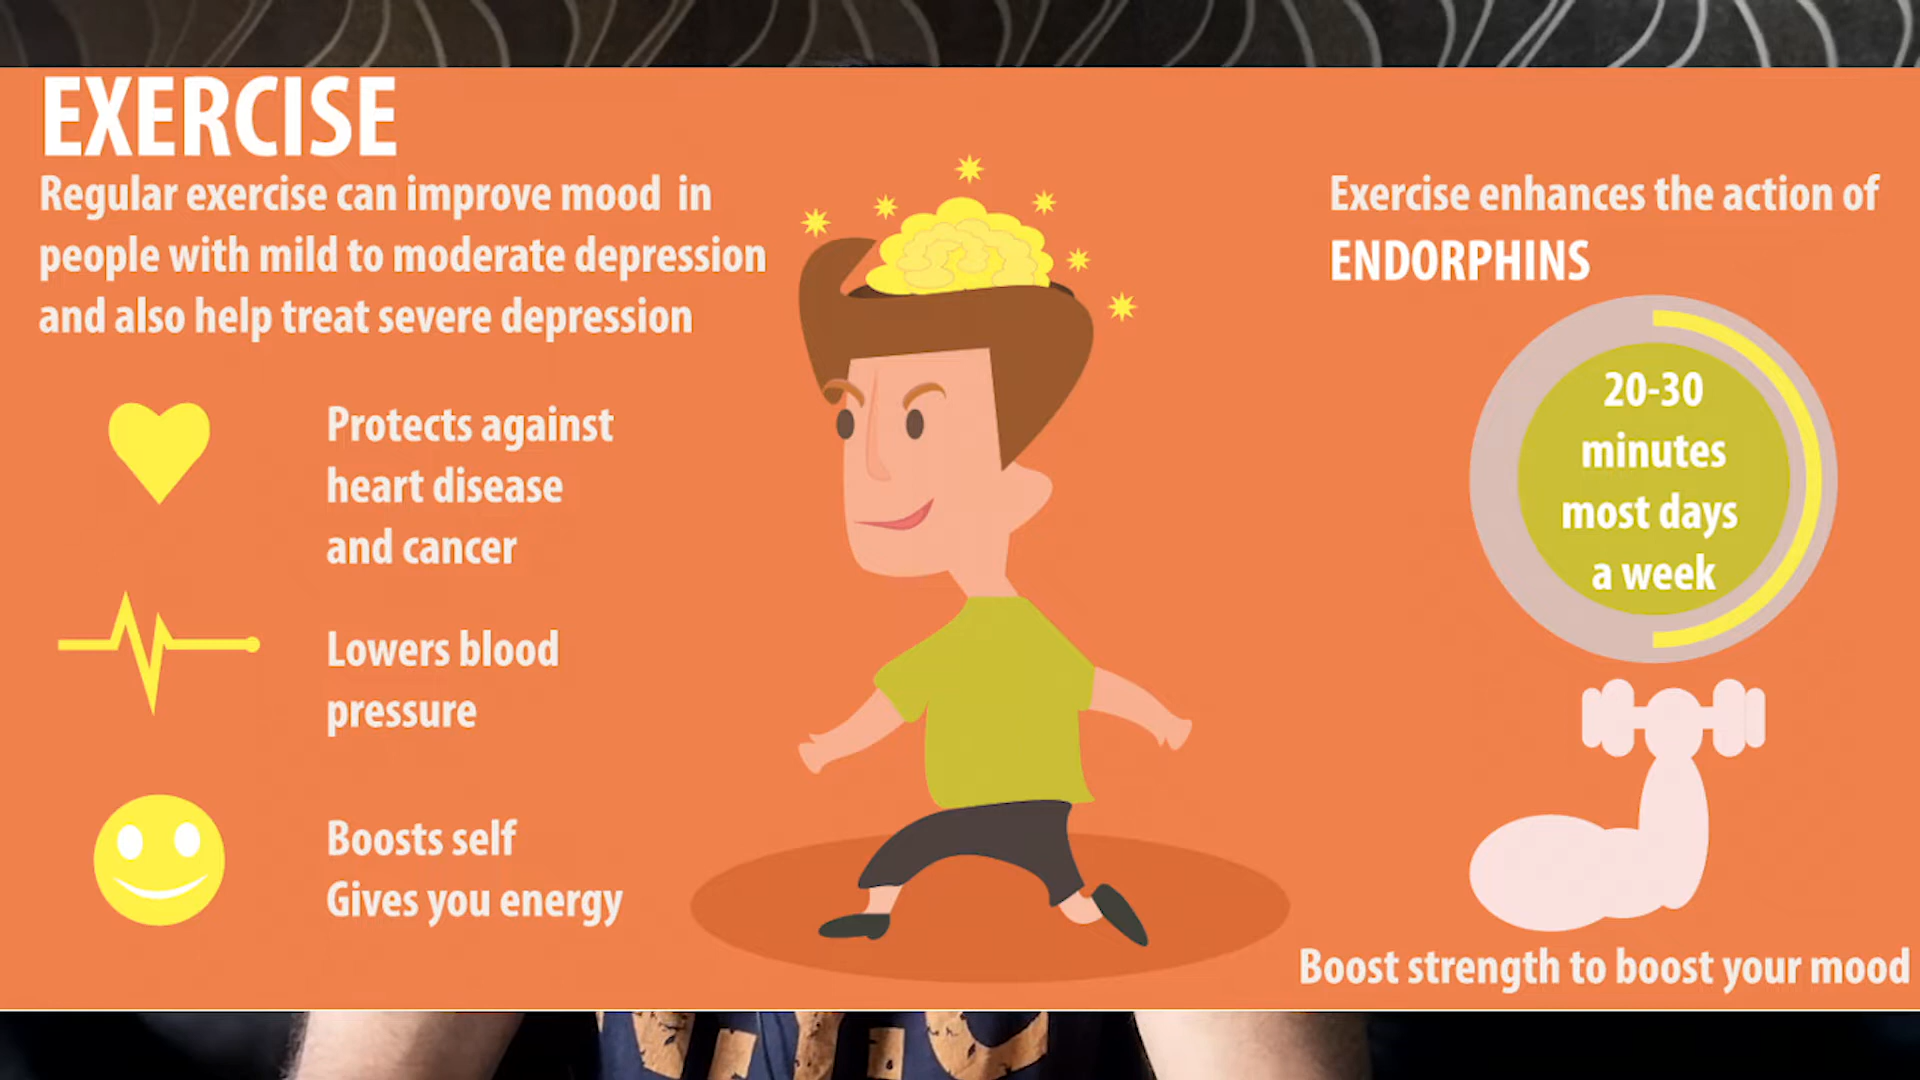 EXERCISE
Regular exercise can improve mood in
people with mild to moderate depression
and also help treat severe depression
Protects against
heart disease
and cancer
Lowers blood
pressure
Boosts self
Gives you energy
Exercise enhances the action of
ENDORPHINS
20-30
minutes
most days
a week
Boost strength to boost your mood